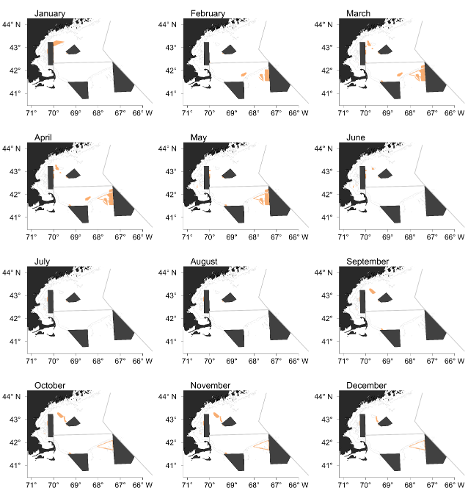 January February March
44° N 44° N 44° N
43° 43° 43°
42° 42° 42°
41° 41° 41°
71° 70° 69° 68° 67° 66° W 71° 70° 69° 68° 67° 66° W 71° 70° 69° 68° 67° 66° W
April May June
44° N 44° N 44° N
43° 43° 43°
42° 42° 42°
41° 41° 41°
71° 70° 69° 68° 67° 66° W 71° 70° 69° 68° 67° 66° W 71° 70° 69° 68° 67° 66° W
July August September
44° N 44° N 44° N
43° 43° 43°
42° 42° 42°
41° 41° 41°
71° 70° 69° 68° 67° 66° W 71° 70° 69° 68° 67° 66° W 71° 70° 69° 68° 67° 66° W
October November December
44° N 44° N 44° N
43° 43° 43°
42° 42° 42°
41° 41° 41°
71° 70° 69° 68° 67° 66° W 71° 70° 69° 68° 67° 66° W 71° 70° 69° 68° 67° 66° W